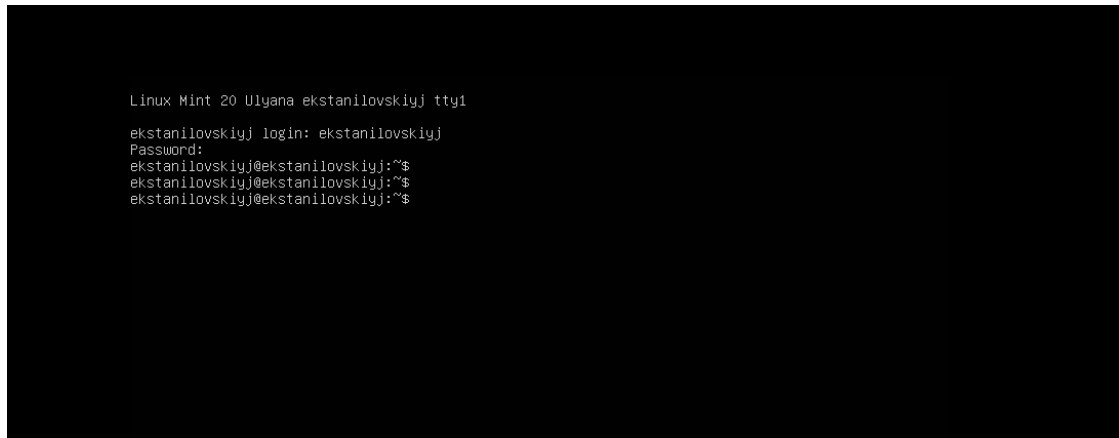 Linux Mint 20 Ulyana ekstanilovskiyj tty1
ekstanilovskiyj login: ekstanilovskiyj
Password:
ekstanilovskiyj@ekstanilovskiyj:~$
ekstanilovskiyj@ekstanilovskiyj:~$
ekstanilovskiyj@ekstanilovskiyj:~$